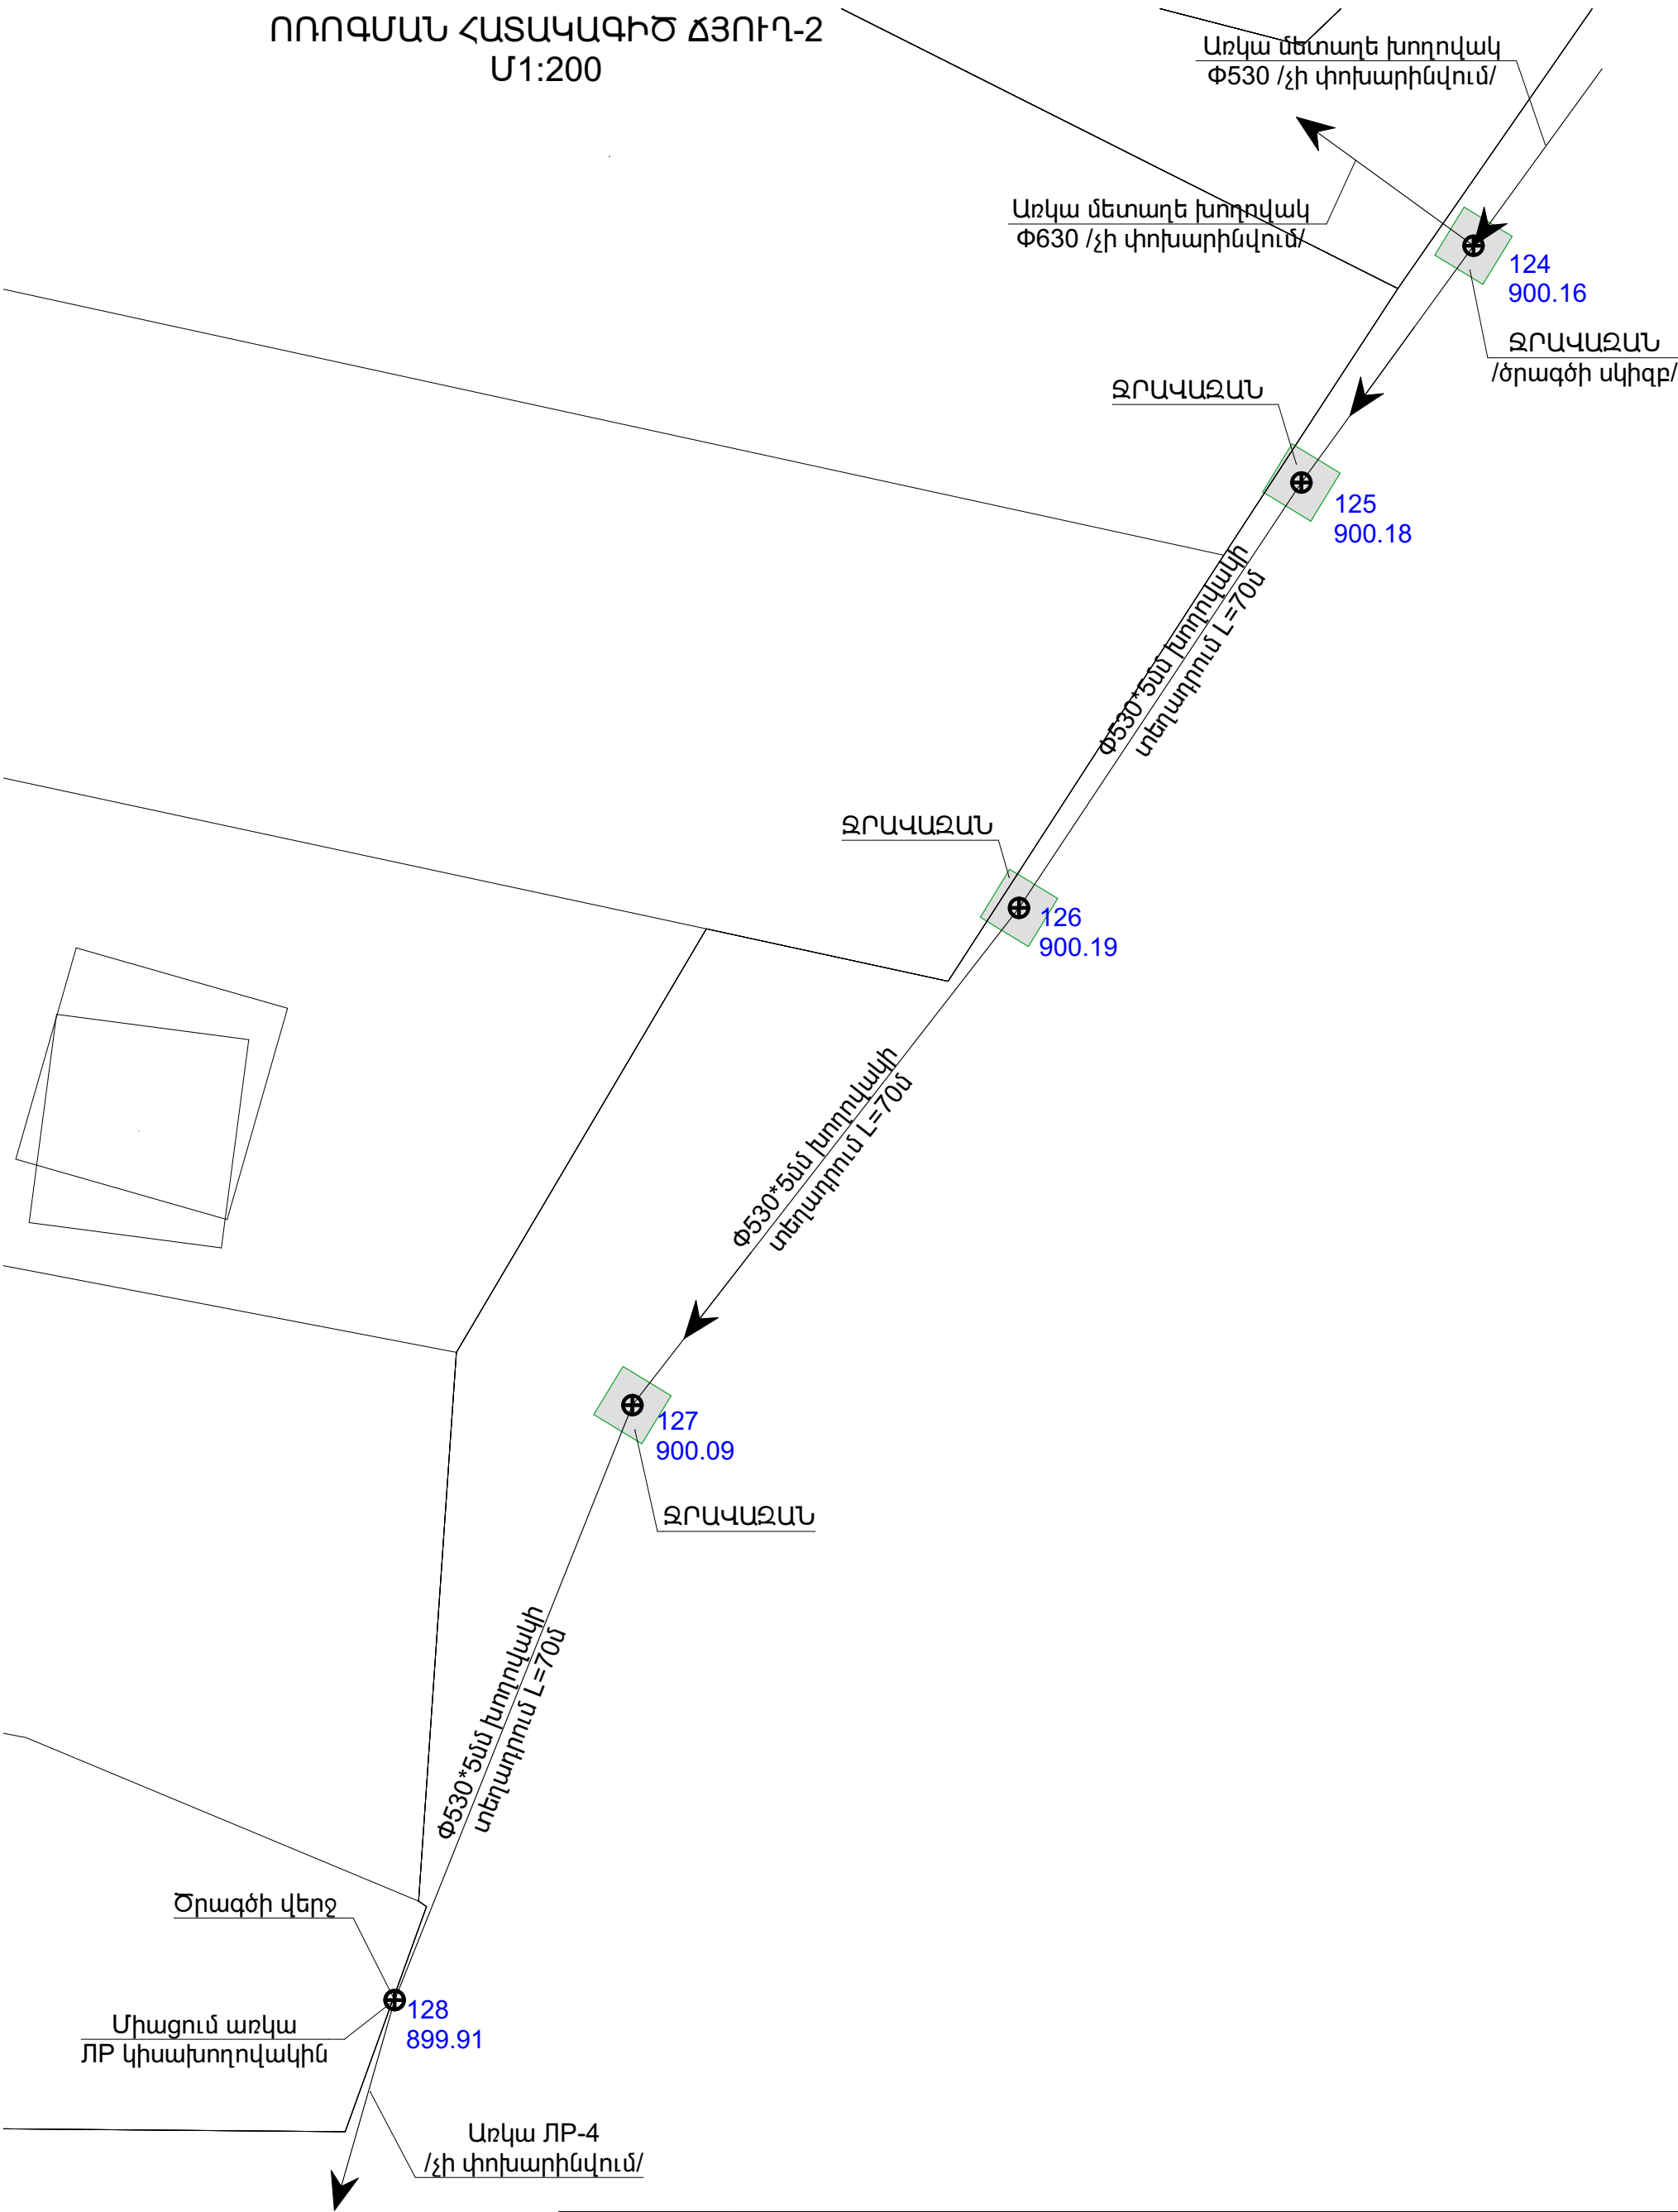 ՈՌՈԳՄԱՆ ՀԱՏԱԿԱԳԻԾ ՃՅՈՒՂ-2
Մ1:200
Առկա մետաղե խողովակ
Φ530 /չի փոխարինվում/
Առկա մետաղե խողովակ
Φ630 /չի փոխարինվում/
124
900.16
ՋՐԱՎԱԶԱՆ
/ծրագծի սկիզբ/
ՋՐԱՎԱԶԱՆ
125
900.18
Φ530*5մմ խողովակի
տեղադրում L=70մ
ՋՐԱՎԱԶԱՆ
126
900.19
Φ530*5մմ խողովակի
տեղադրում L=70մ
127
900.09
ՋՐԱՎԱԶԱՆ
Φ530*5մմ խողովակի
տեղադրում L=70մ
Ծրագծի վերջ
128
899.91
Միացում առկա
ЛР կիսախողովակին
Առկա ЛР-4
/չի փոխարինվում/